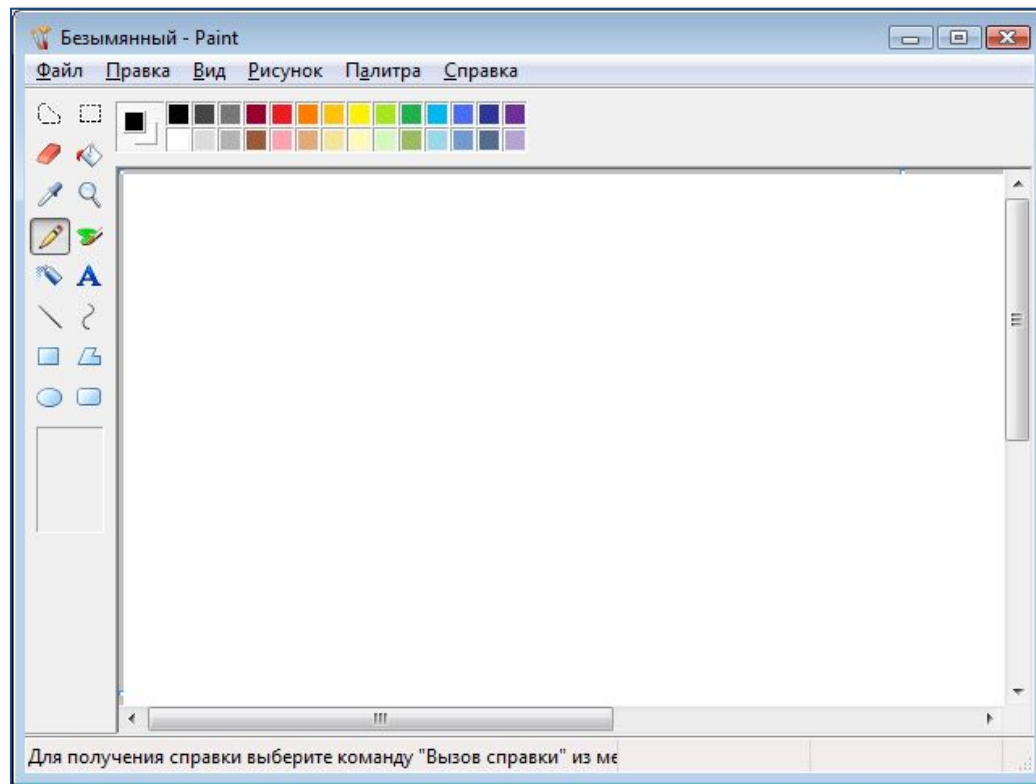 Безымянный - Paint
Файл Правка Вид Рисунок Палитра Справка
A
Для получения справки выберите команду "Вызов справки" из ме